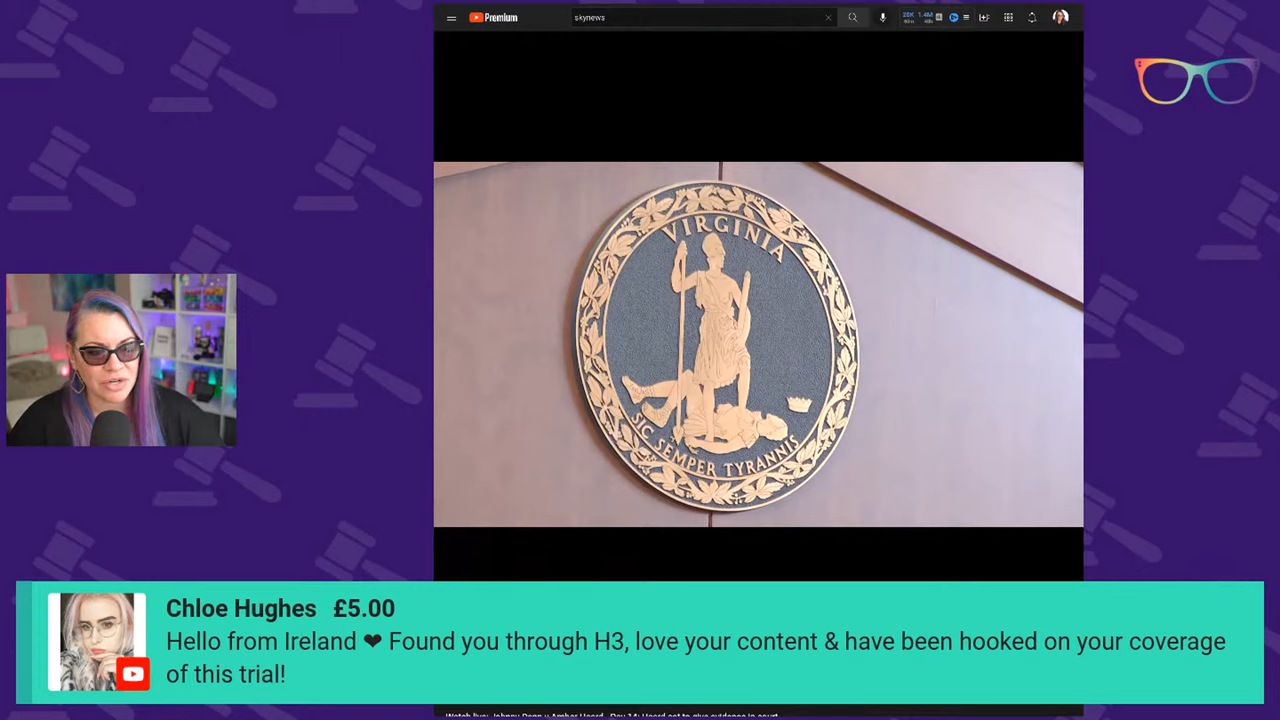 Premium
skynews
VIRGINIA
SIC SEMPER TYRANNIS
Chloe Hughes £5.00
Hello from Ireland ❤ Found you through H3, love your content & have been hooked on your coverage
of this trial!